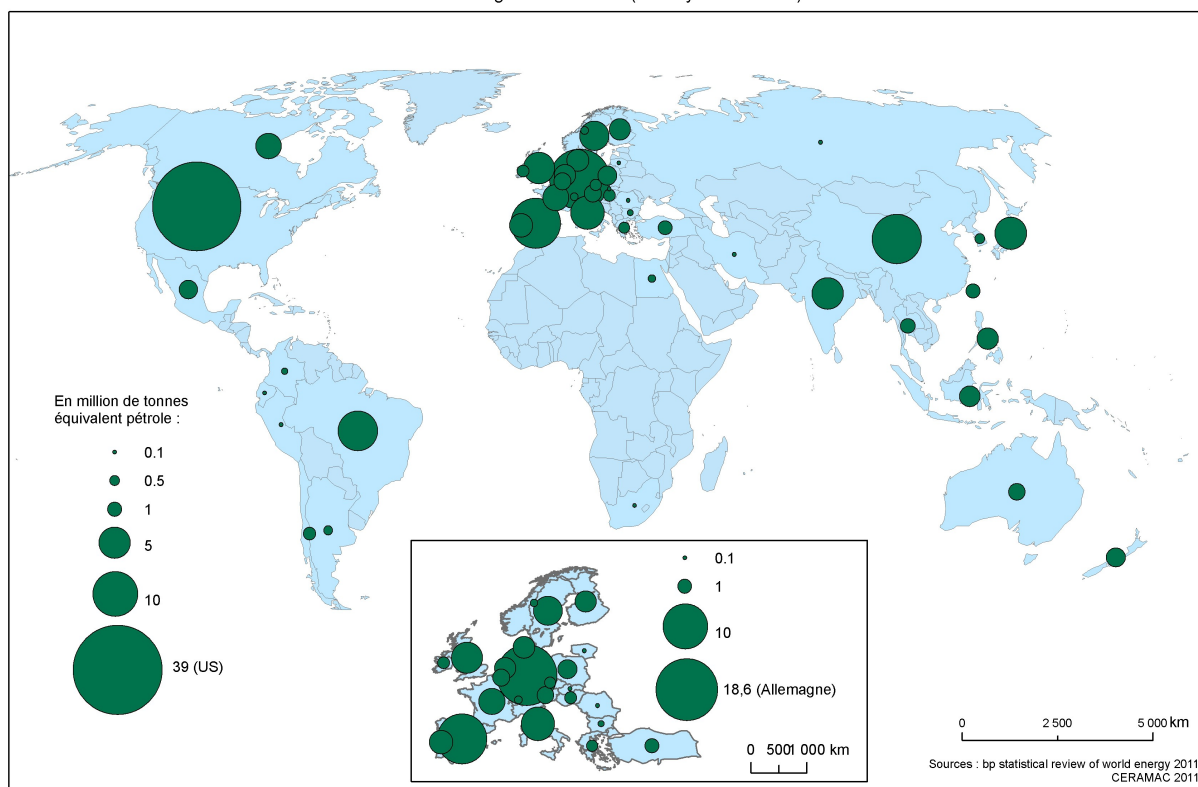 En million de tonnes
équivalent pétrole :
0.1
0.5
1
5
10
39 (US)
0.1
1
10
18,6 (Allemagne)
0 500 1 000 km
0 2 500 5 000 km
Sources : bp statistical review of world energy 2011
CERAMAC 2011